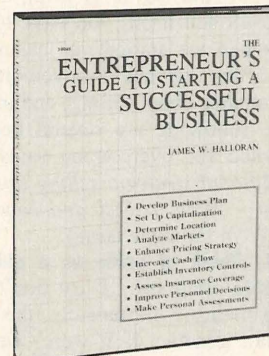 THE
ENTREPRENEUR'S
GUIDE TO STARTING A
SUCCESSFUL
BUSINESS
JAMES W. HALLORAN
• Develop Business Plan
• Set Up Capitalization
• Determine Location
• Analyze Markets
• Enhance Pricing Strategy
• Increase Cash Flow
• Establish Inventory Controls
• Assess Insurance Coverage
• Improve Personnel Decisions
• Make Personal Assessments